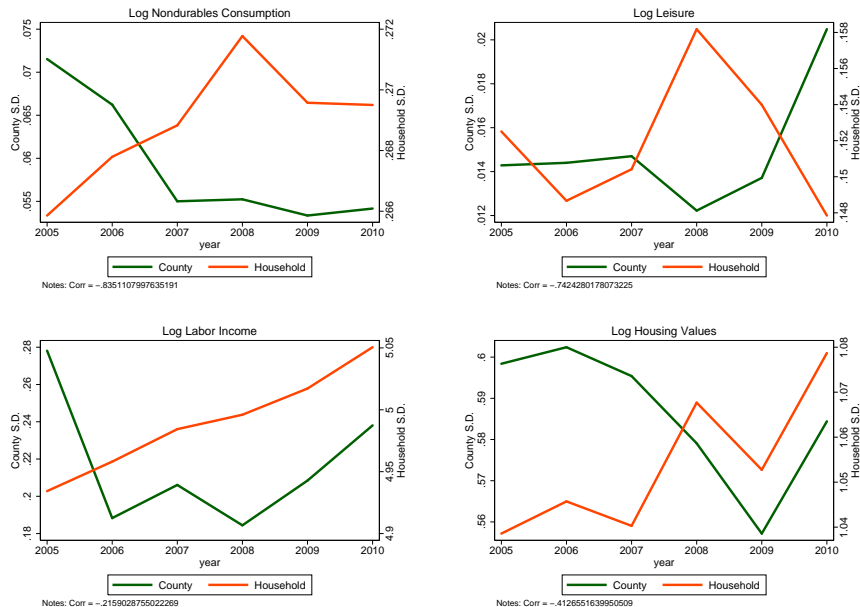 Log Nondurables Consumption
County S.D.
.055 .06 .065 .07 .075
Household S.D.
.266 .268 .27 .272
2005 2006 2007 2008 2009 2010
year
County Household
Notes: Corr = −.8351107997635191
Log Leisure
County S.D.
.012 .014 .016 .018 .02
Household S.D.
.148 .15 .152 .154 .156 .158
2005 2006 2007 2008 2009 2010
year
County Household
Notes: Corr = −.7424280178073225
Log Labor Income
County S.D.
.18 .2 .22 .24 .26 .28
Household S.D.
4.9 4.95 5 5.05
2005 2006 2007 2008 2009 2010
year
County Household
Notes: Corr = −.2159028755022269
Log Housing Values
County S.D.
.56 .57 .58 .59 .6
Household S.D.
1.04 1.05 1.06 1.07 1.08
2005 2006 2007 2008 2009 2010
year
County Household
Notes: Corr = −.4126551639950509